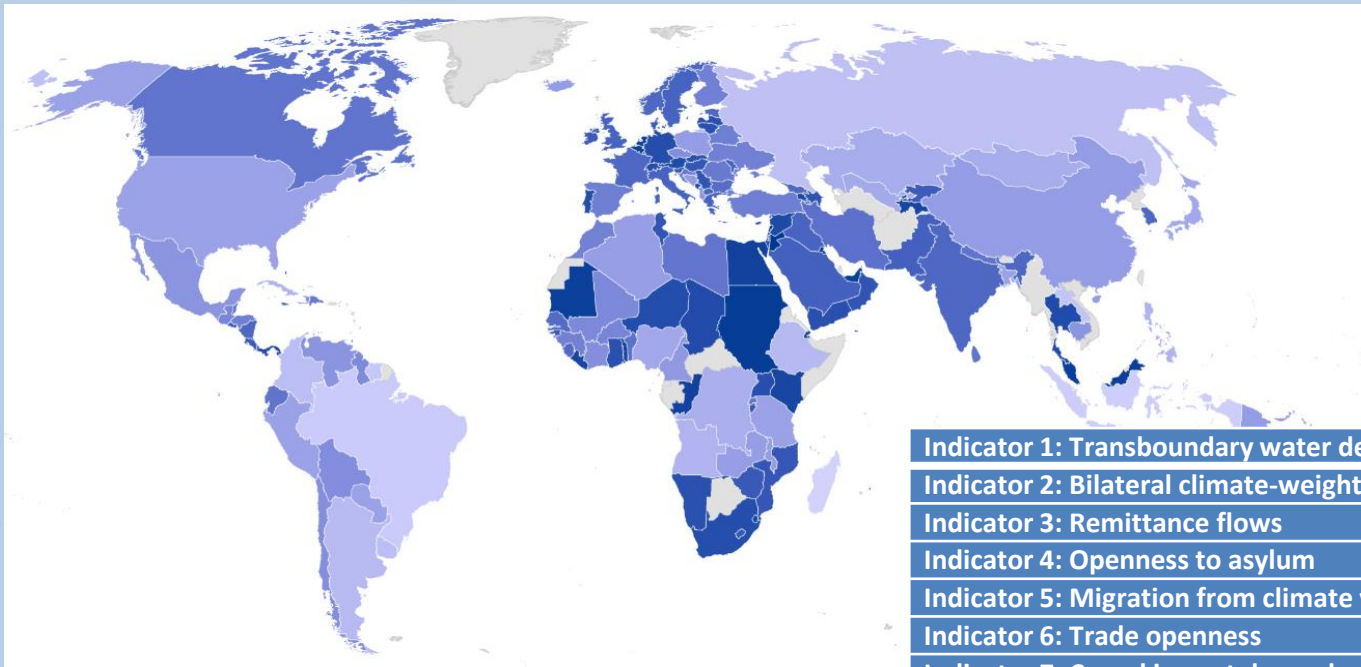 Indicator 1: Transboundary water de
Indicator 2: Bilateral climate-weight
Indicator 3: Remittance flows
Indicator 4: Openness to asylum
Indicator 5: Migration from climate
Indicator 6: Trade openness